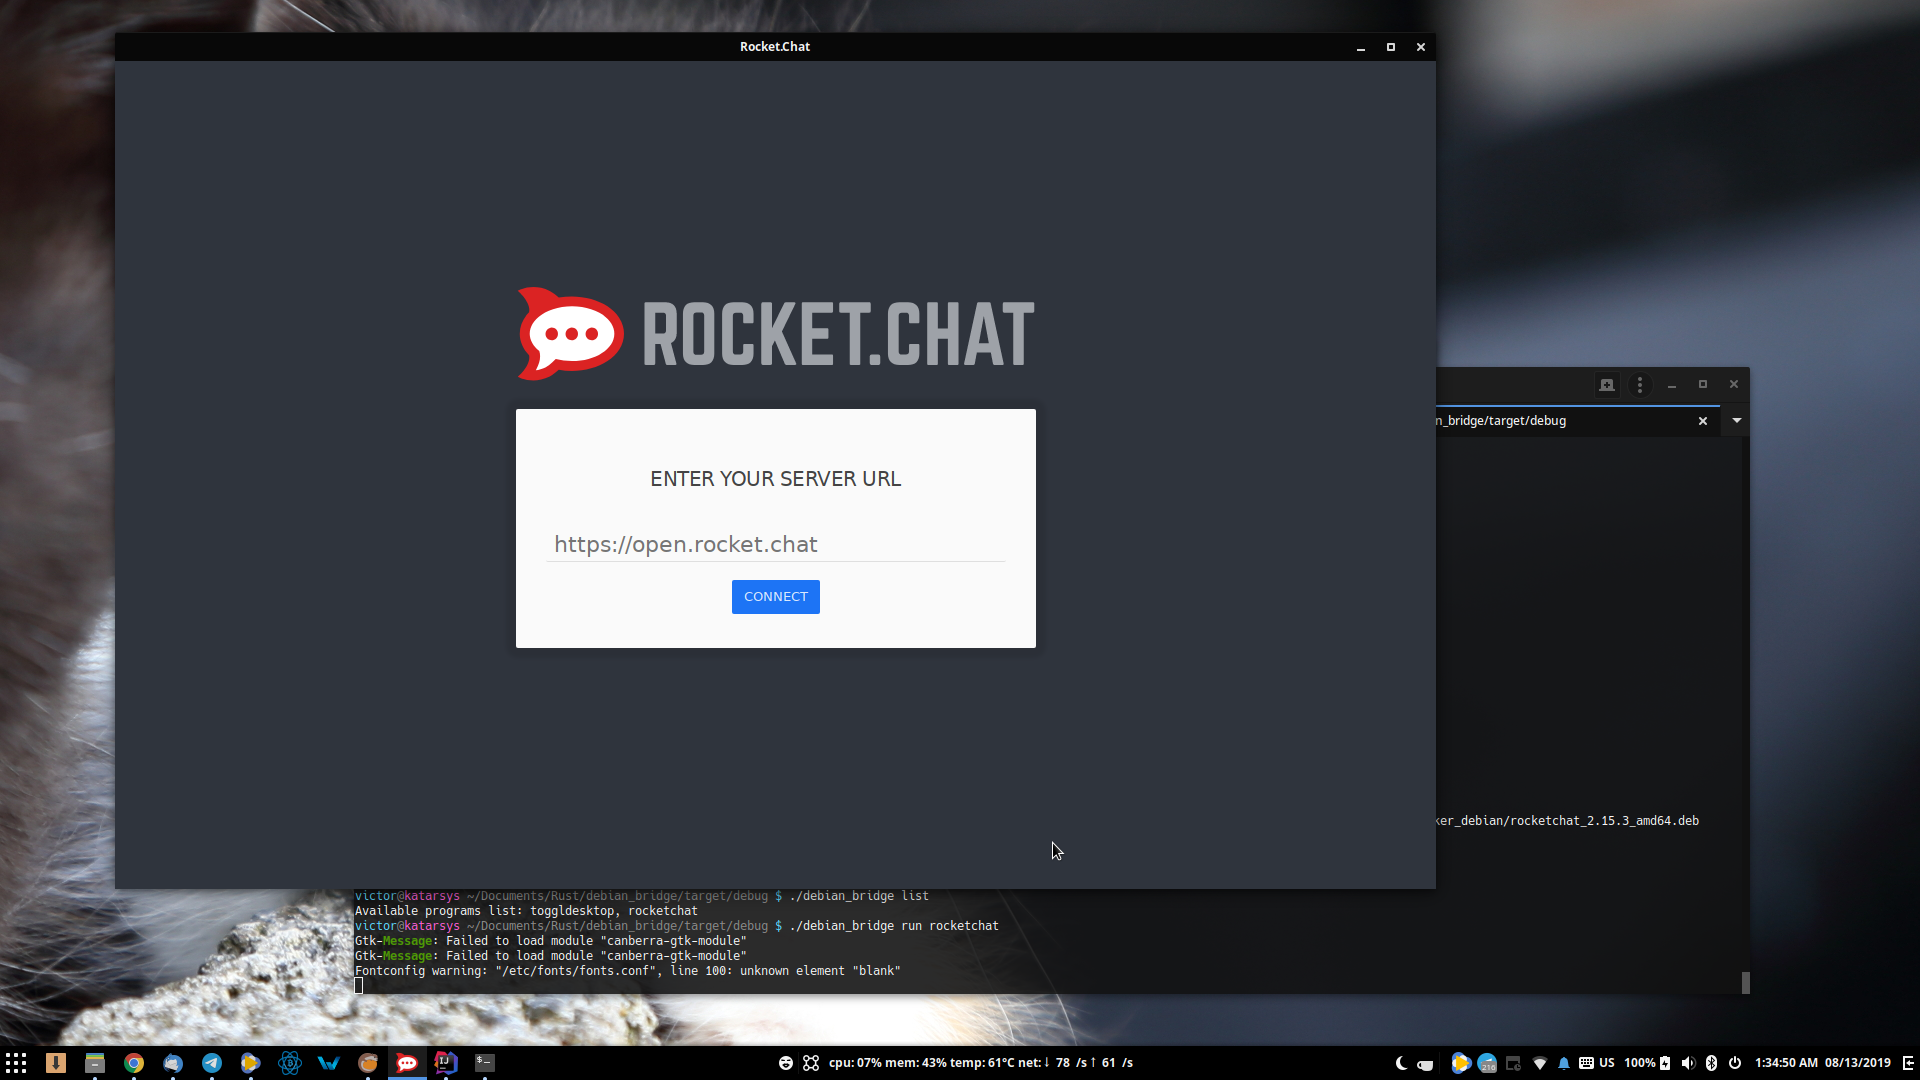 Rocket.Chat
ROCKET.CHAT
ENTER YOUR SERVER URL
https://open.rocket.chat
CONNECT
n_bridge/target/debug
ker_debian/rocketchat_2.15.3_amd64.deb
victor@katarsys ~/Documents/Rust/debian_bridge/target/debug $ ./debian_bridge list
Available programs list: toggldesktop, rocketchat
victor@katarsys ~/Documents/Rust/debian_bridge/target/debug $ ./debian_bridge run rocketchat
Gtk-Message: Failed to load module "canberra-gtk-module"
Gtk-Message: Failed to load module "canberra-gtk-module"
Fontconfig warning: "/etc/fonts/fonts.conf", line 100: unknown element "blank"
IJ
$-
cpu: 07% mem: 43% temp: 61°C net:↓ 78 /s↑ 61 /s
216
US
100%
1:34:50 AM 08/13/2019